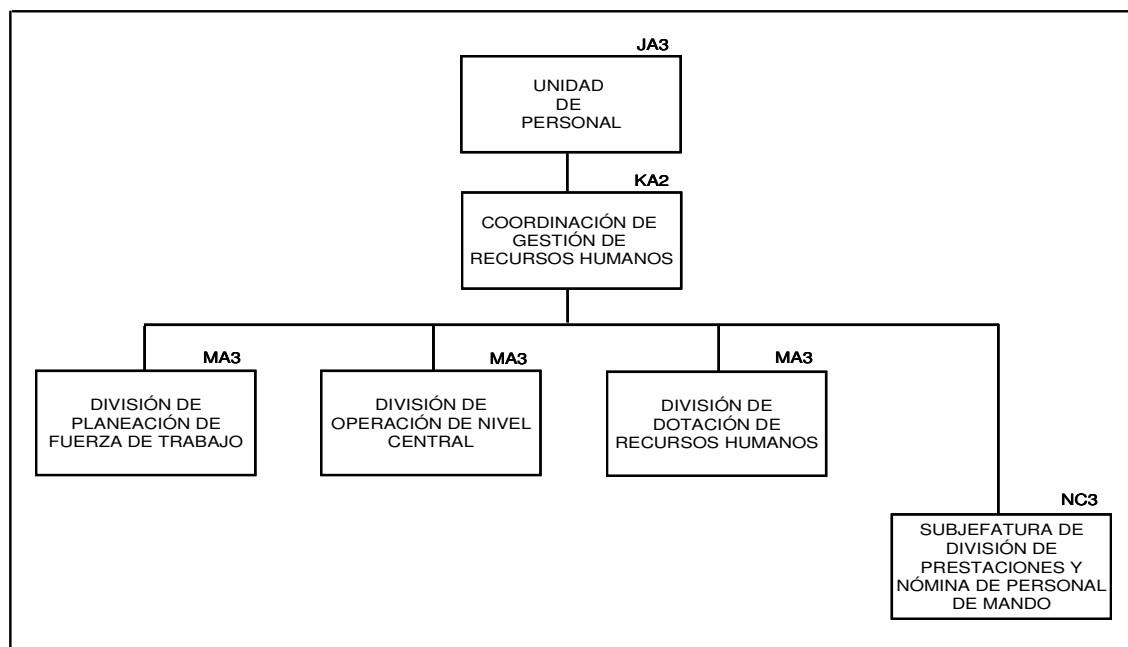 JA3
UNIDAD
DE
PERSONAL
KA2
COORDINACIÓN DE
GESTIÓN DE
RECURSOS HUMANOS
MA3
DIVISIÓN DE
PLANEACIÓN DE
FUERZA DE TRABAJO
MA3
DIVISIÓN DE
OPERACIÓN DE NIVEL
CENTRAL
MA3
DIVISIÓN DE
DOTACIÓN DE
RECURSOS HUMANOS
NC3
SUBJEFATURA DE
DIVISIÓN DE
PRESTACIONES Y
NÓMINA DE PERSONAL
DE MANDO